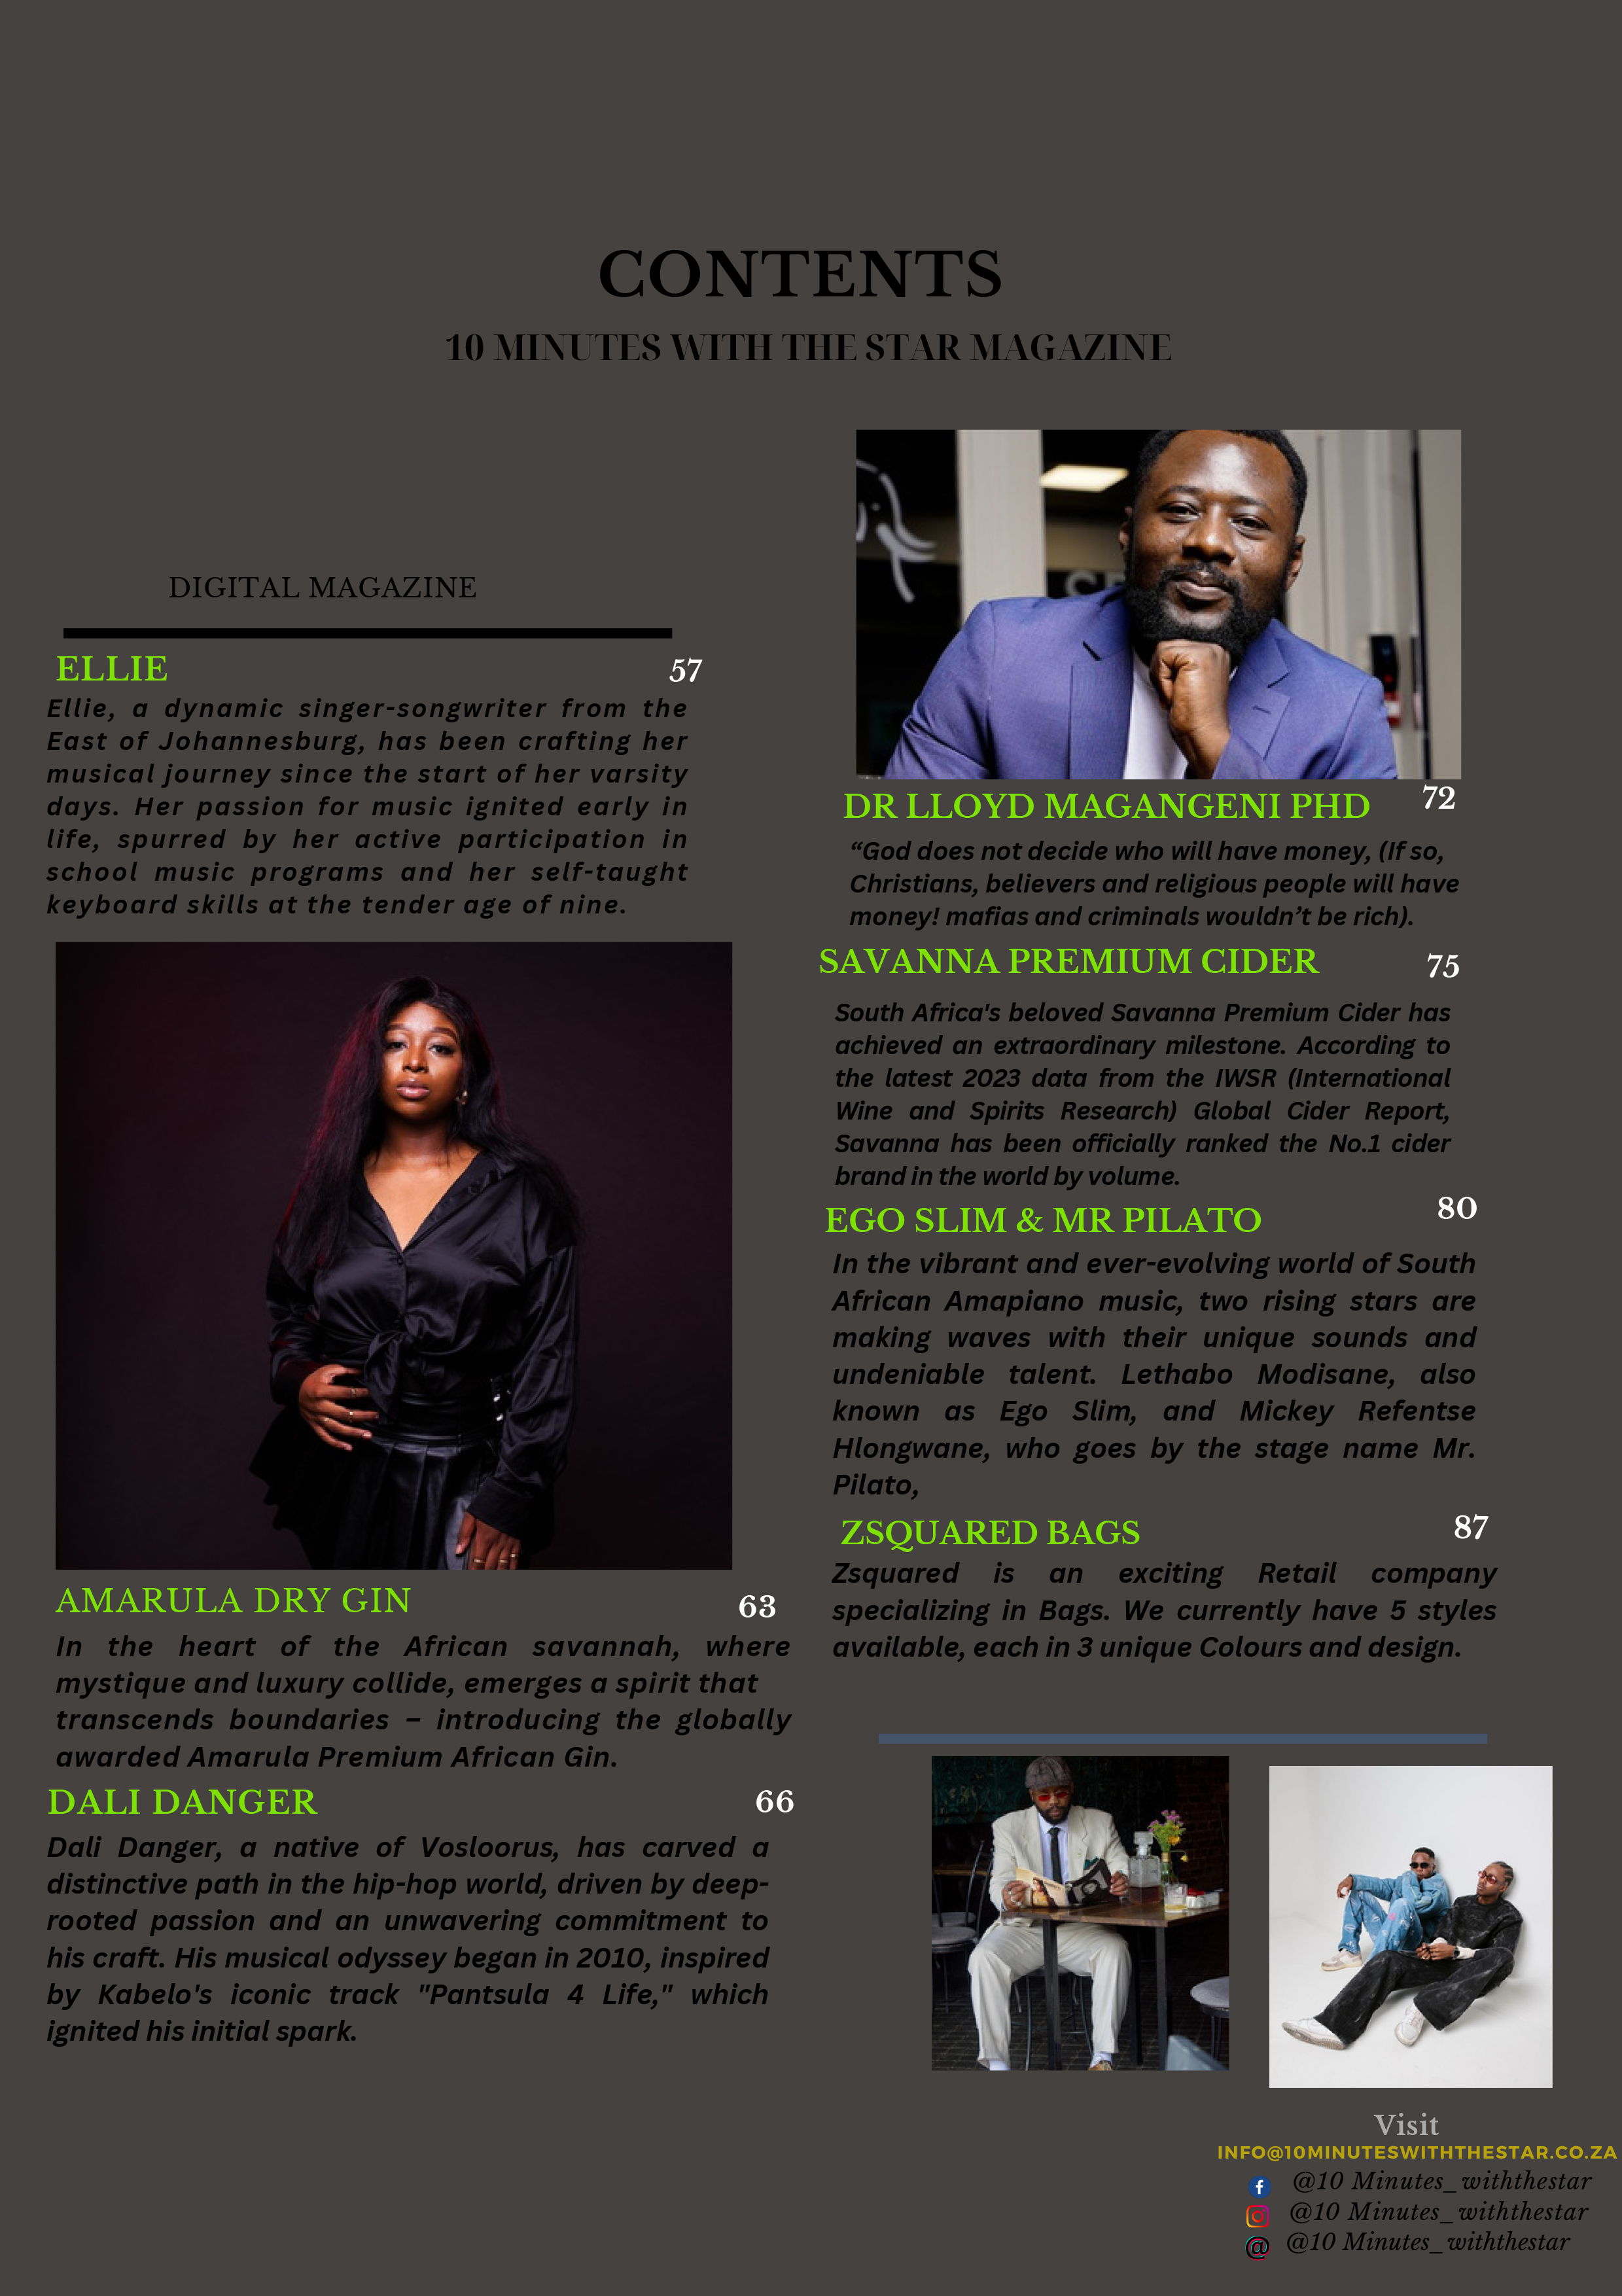 CONTENTS
10 MINUTES WITH THE STAR MAGAZINE
DIGITAL MAGAZINE
ELLIE 57
Ellie, a dynamic singer-songwriter from the
East of Johannesburg, has been crafting her
musical journey since the start of her varsity
days. Her passion for music ignited early in
life, spurred by her active participation in
school music programs and her self-taught
keyboard skills at the tender age of nine.
AMARULA DRY GIN 63
In the heart of the African savannah, where
mystique and luxury collide, emerges a spirit that
transcends boundaries – introducing the globally
awarded Amarula Premium African Gin.
DALI DANGER 66
Dali Danger, a native of Vosloorus, has carved a
distinctive path in the hip-hop world, driven by deep-
rooted passion and an unwavering commitment to
his craft. His musical odyssey began in 2010, inspired
by Kabelo's iconic track "Pantsula 4 Life," which
ignited his initial spark.
DR LLOYD MAGANGENI PHD 72
“God does not decide who will have money, (If so,
Christians, believers and religious people will have
money! mafias and criminals wouldn’t be rich).
SAVANNA PREMIUM CIDER 75
South Africa's beloved Savanna Premium Cider has
achieved an extraordinary milestone. According to
the latest 2023 data from the IWSR (International
Wine and Spirits Research) Global Cider Report,
Savanna has been officially ranked the No.1 cider
brand in the world by volume.
EGO SLIM & MR PILATO 80
In the vibrant and ever-evolving world of South
African Amapiano music, two rising stars are
making waves with their unique sounds and
undeniable talent. Lethabo Modisane, also
known as Ego Slim, and Mickey Refentse
Hlongwane, who goes by the stage name Mr.
Pilato,
ZSQUARED BAGS 87
Zsquared is an exciting Retail company
specializing in Bags. We currently have 5 styles
available, each in 3 unique Colours and design.
Visit
INFO@10MINUTESWITHTHESTAR.CO.ZA
@10 Minutes_withthestar
@10 Minutes_withthestar
@10 Minutes_withthestar